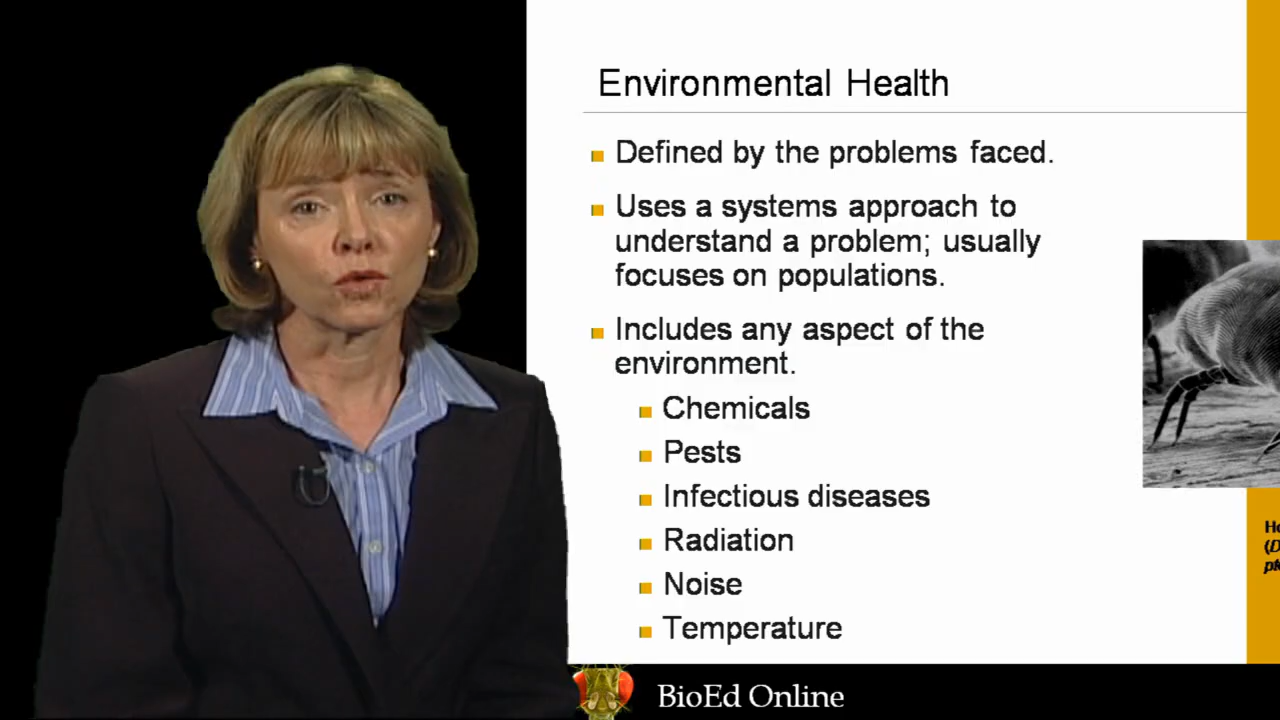 Environmental Health
Defined by the problems faced.
Uses a systems approach to
understand a problem; usually
focuses on populations.
Includes any aspect of the
environment.
Chemicals
Pests
Infectious diseases
Radiation
Noise
Temperature
BioEd Online